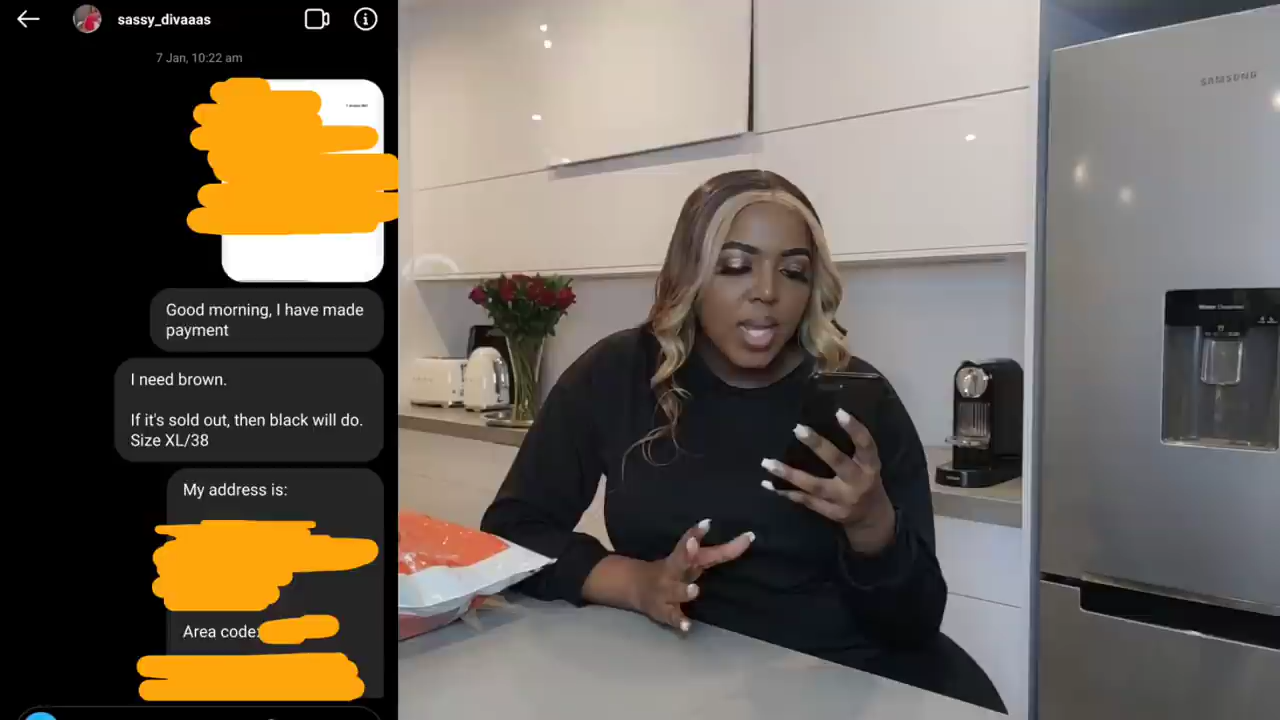 sassy_divaaas
7 Jan, 10:22 am
Good morning, I have made
payment
I need brown.
If it's sold out, then black will do.
Size XL/38
My address is:
Area code:
SAMSUNG